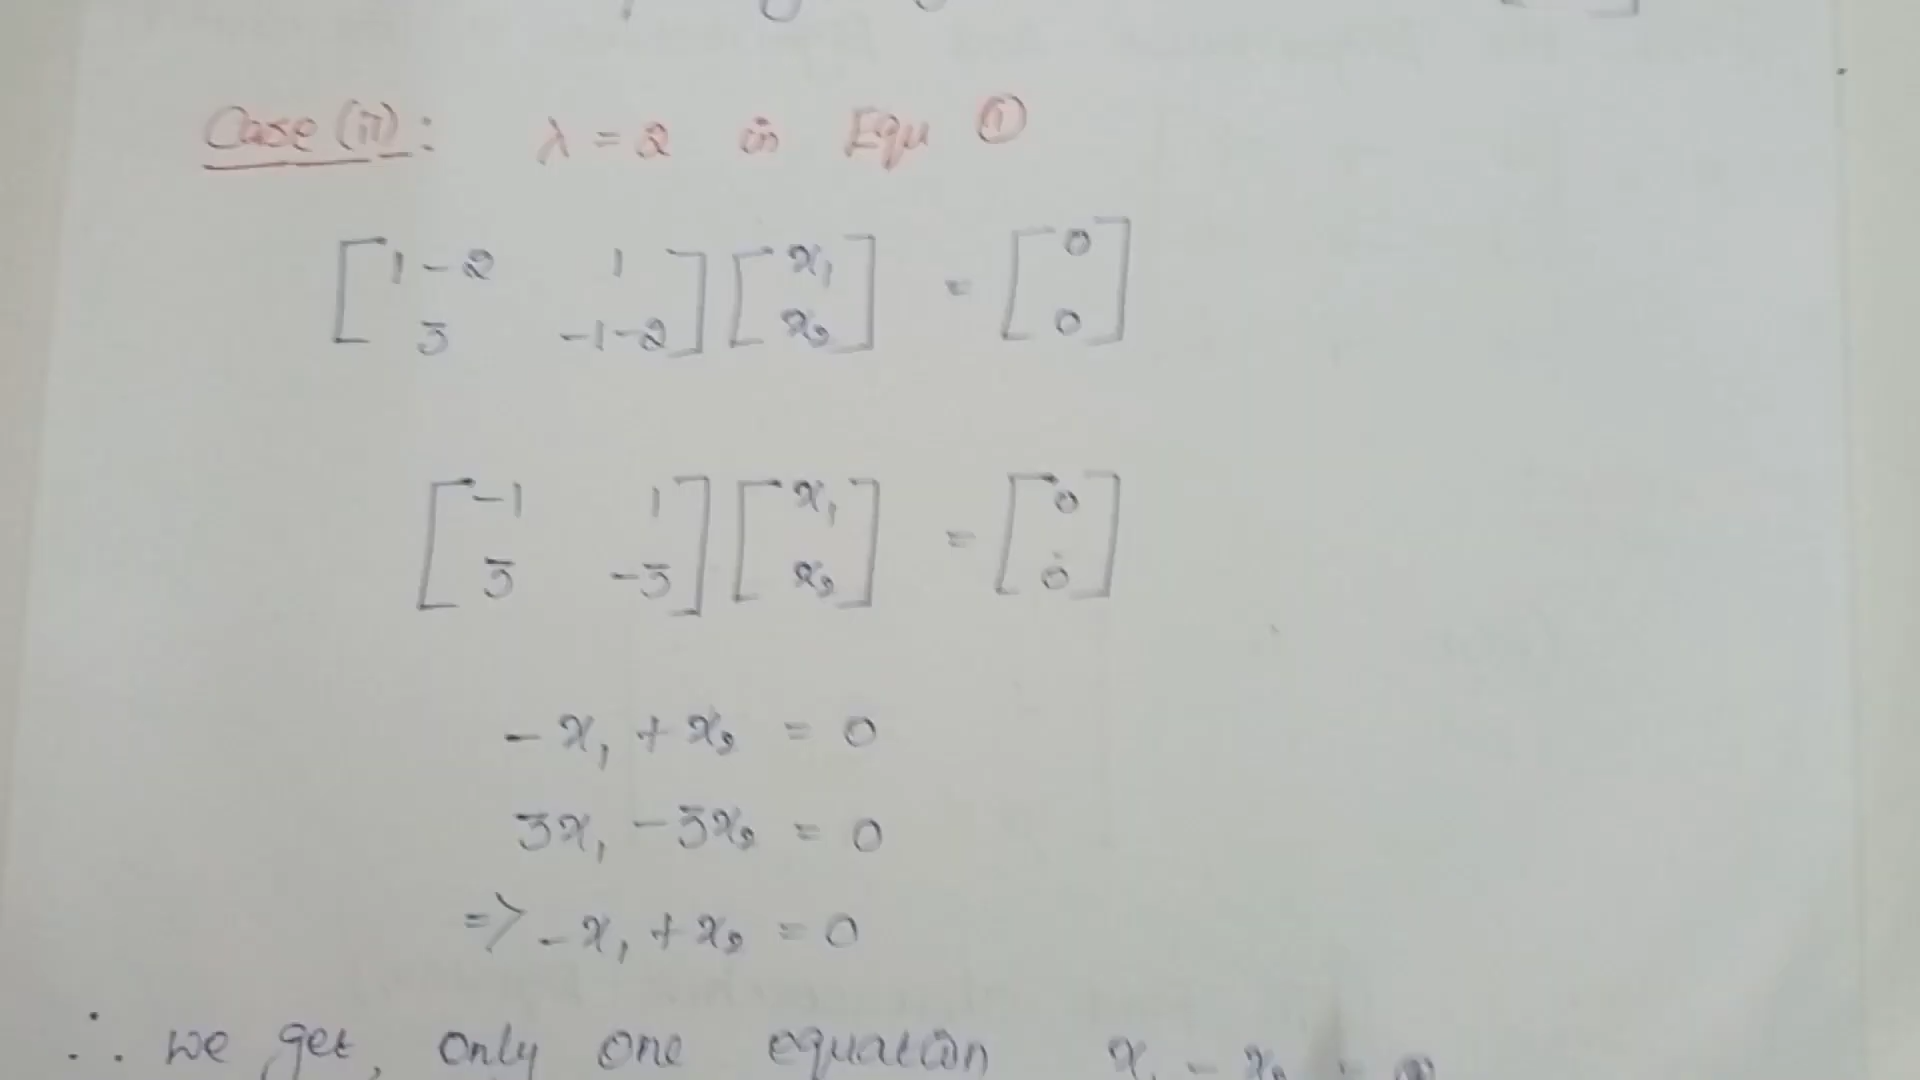 Case (ii): λ = 2 in Equ ①
[1-2 1] [x₁] = [0]
[3 -1-2] [x₂] [0]
[-1 1] [x₁] = [0]
[3 -3] [x₂] [0]
-x₁ + x₂ = 0
3x₁ - 3x₂ = 0
=> -x₁ + x₂ = 0
∴ we get, only one equation x₁ - x₂ =